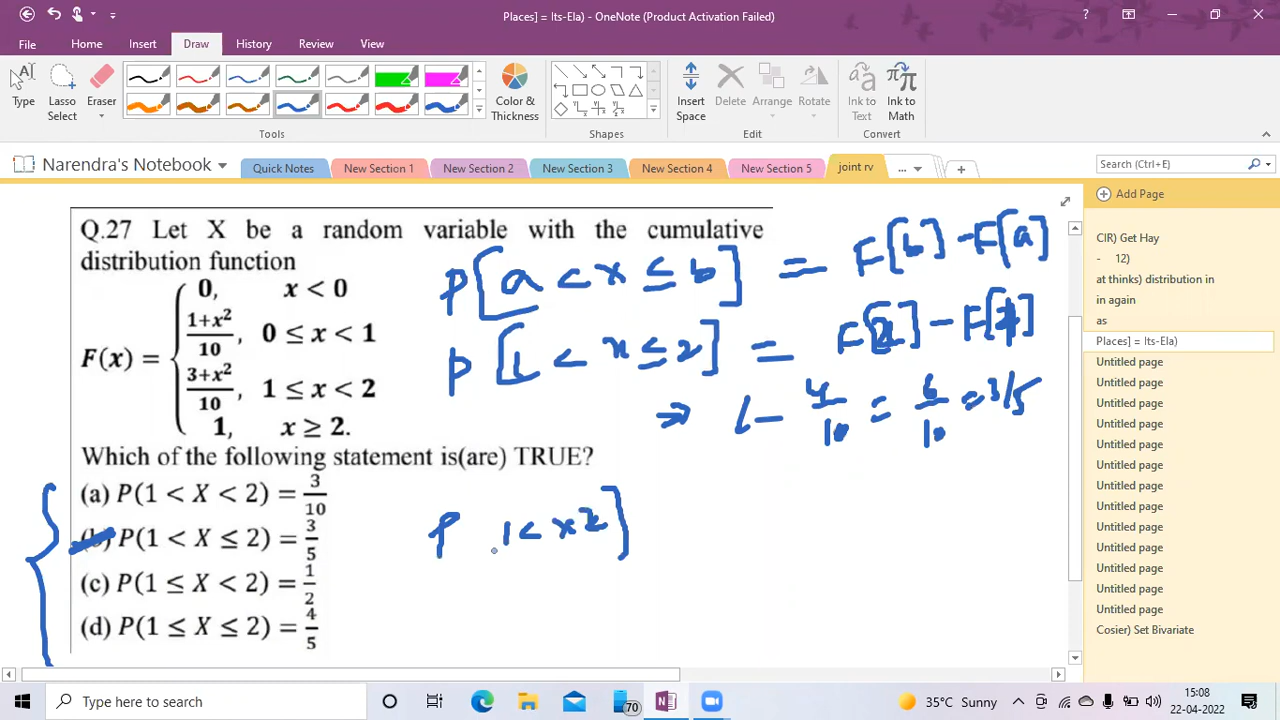 Places] = Its-Ela) - OneNote (Product Activation Failed)
File Home Insert Draw History Review View
Type
Lasso Select
Eraser
Color & Thickness
Insert Space
Delete
Arrange
Rotate
Ink to Text
Ink to Math
Tools
Shapes
Edit
Convert
Narendra's Notebook
Quick Notes New Section 1 New Section 2 New Section 3 New Section 4 New Section 5 joint rv ...
Search (Ctrl+E)
Add Page
Q.27 Let X be a random variable with the cumulative
distribution function
F(x) = { 0, x < 0
(1+x²)/10, 0 ≤ x < 1
(3+x²)/10, 1 ≤ x < 2
1, x ≥ 2.
P[a < x ≤ b] = F[b] - F[a]
P[1 < x ≤ 2] = F[2] - F[1]
⇒ 1 - 4/10 = 6/10 = 3/5
Which of the following statement is(are) TRUE?
(a) P(1 < X < 2) = 3/10
(b) P(1 < X ≤ 2) = 3/5
(c) P(1 ≤ X < 2) = 1/2
(d) P(1 ≤ X ≤ 2) = 4/5
P 1 < x 2]
CIR) Get Hay
- 12)
at thinks) distribution in
in again
as
Places] = Its-Ela)
Untitled page
Untitled page
Untitled page
Untitled page
Untitled page
Untitled page
Untitled page
Untitled page
Untitled page
Untitled page
Untitled page
Untitled page
Untitled page
Cosier) Set Bivariate
Type here to search
70
35°C Sunny
15:08
22-04-2022